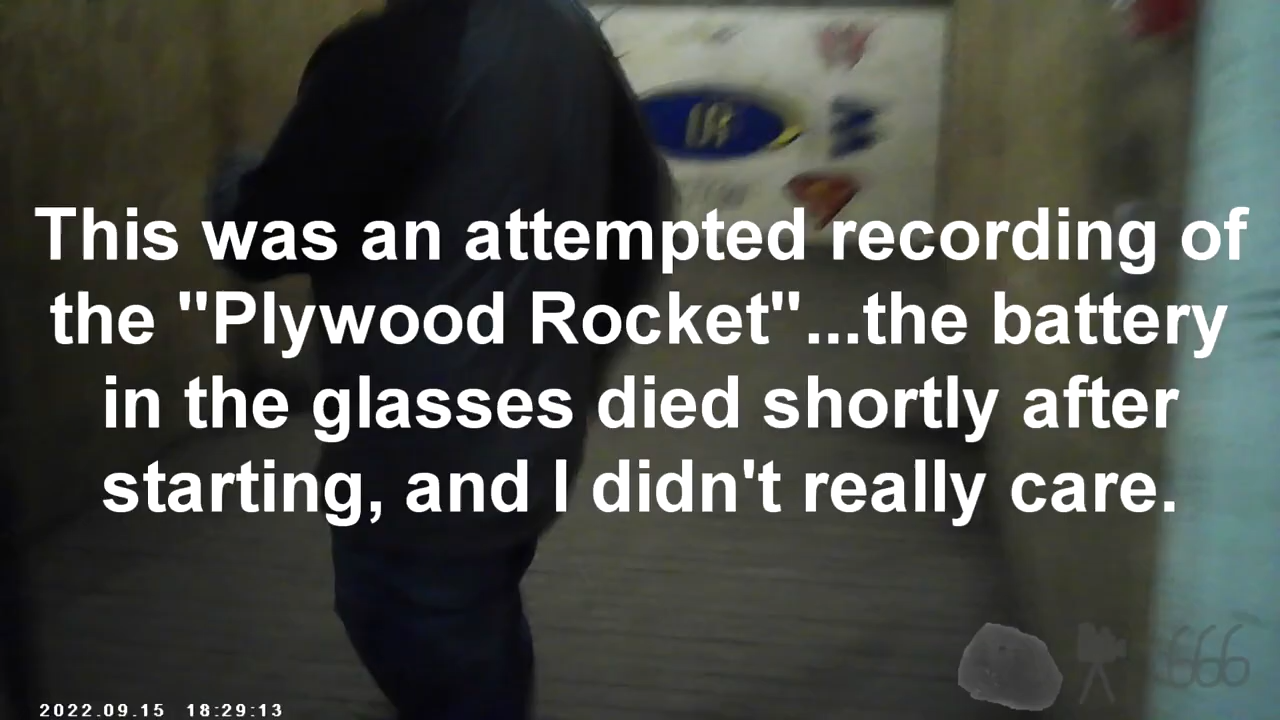 This was an attempted recording of
the "Plywood Rocket"...the battery
in the glasses died shortly after
starting, and I didn't really care.
666
2022.09.15 18:29:13